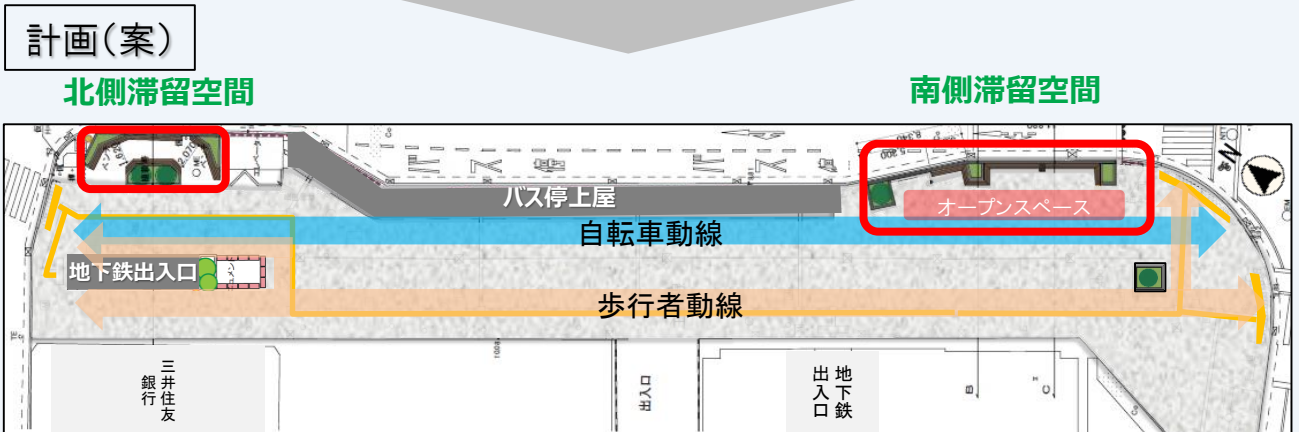 計画(案)
北側滞留空間
南側滞留空間
バス停上屋
オープンスペース
自転車動線
地下鉄出入口
歩行者動線
三井住友
銀行
出入口
地下鉄
出入口
B
C